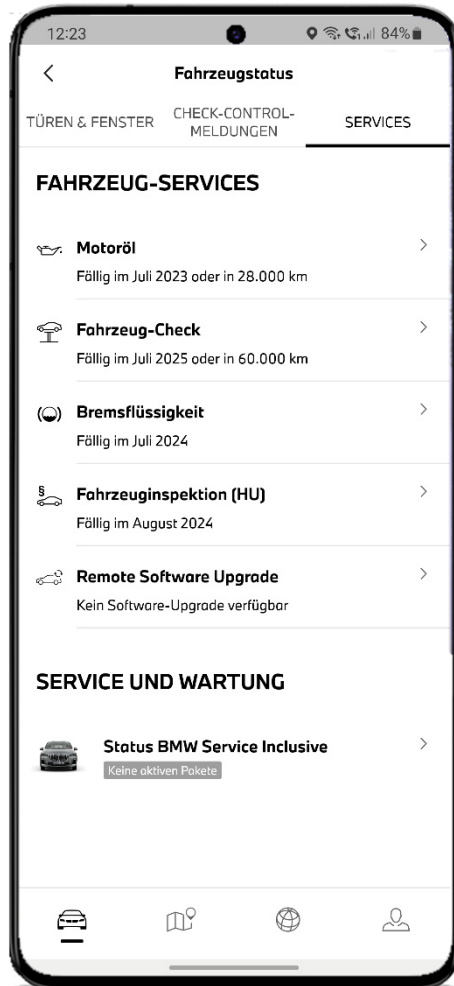 12:23
84%
Fahrzeugstatus
TÜREN & FENSTER
CHECK-CONTROL-
MELDUNGEN
SERVICES
FAHRZEUG-SERVICES
Motoröl
Fällig im Juli 2023 oder in 28.000 km
Fahrzeug-Check
Fällig im Juli 2025 oder in 60.000 km
Bremsflüssigkeit
Fällig im Juli 2024
§
Fahrzeuginspektion (HU)
Fällig im August 2024
Remote Software Upgrade
Kein Software-Upgrade verfügbar
SERVICE UND WARTUNG
Status BMW Service Inclusive
Keine aktiven Pakete